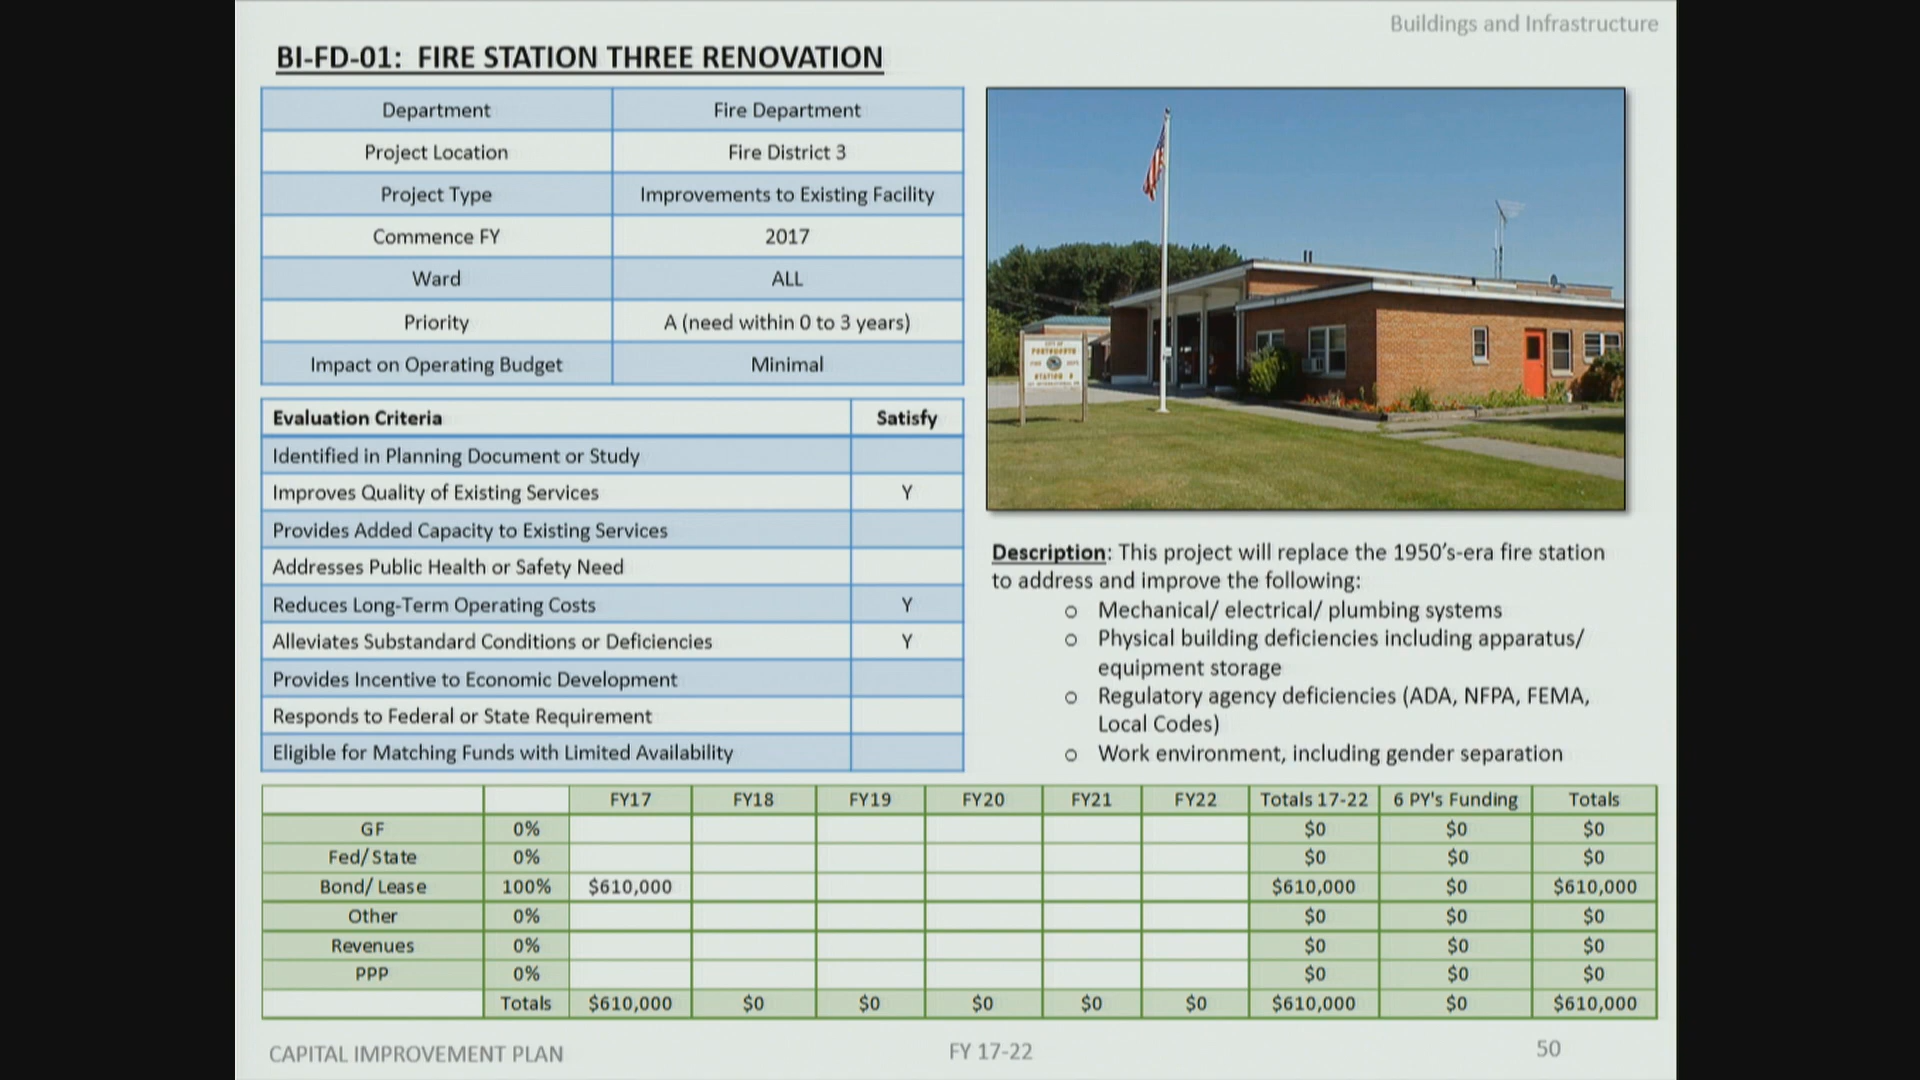 Buildings and Infrastructure
BI-FD-01: FIRE STATION THREE RENOVATION
Department Fire Department
Project Location Fire District 3
Project Type Improvements to Existing Facility
Commence FY 2017
Ward ALL
Priority A (need within 0 to 3 years)
Impact on Operating Budget Minimal
Evaluation Criteria Satisfy
Identified in Planning Document or Study
Improves Quality of Existing Services Y
Provides Added Capacity to Existing Services
Addresses Public Health or Safety Need
Reduces Long-Term Operating Costs Y
Alleviates Substandard Conditions or Deficiencies Y
Provides Incentive to Economic Development
Responds to Federal or State Requirement
Eligible for Matching Funds with Limited Availability
CITY OF
PORTSMOUTH
STATION 3
Description: This project will replace the 1950's-era fire station
to address and improve the following:
o Mechanical/ electrical/ plumbing systems
o Physical building deficiencies including apparatus/
equipment storage
o Regulatory agency deficiencies (ADA, NFPA, FEMA,
Local Codes)
o Work environment, including gender separation
FY17 FY18 FY19 FY20 FY21 FY22 Totals 17-22 6 PY's Funding Totals
GF 0% $0 $0 $0
Fed/ State 0% $0 $0 $0
Bond/ Lease 100% $610,000 $610,000 $0 $610,000
Other 0% $0 $0 $0
Revenues 0% $0 $0 $0
PPP 0% $0 $0 $0
Totals $610,000 $0 $0 $0 $0 $0 $610,000 $0 $610,000
CAPITAL IMPROVEMENT PLAN FY 17-22 50